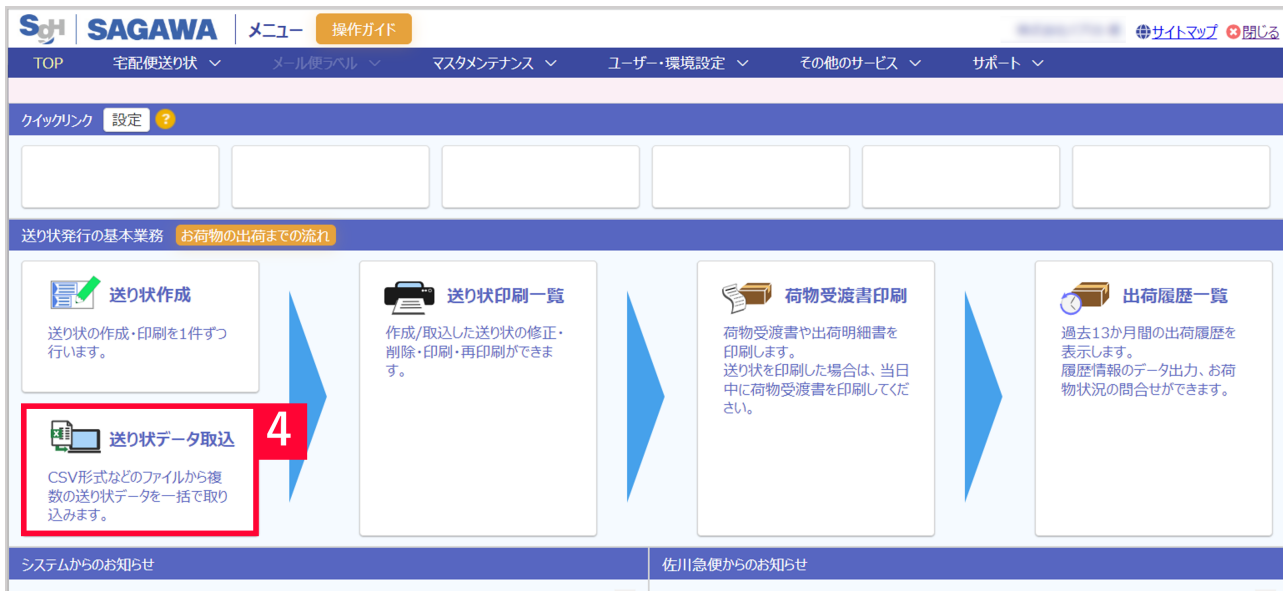 SGH SAGAWA メニュー 操作ガイド サイトマップ 閉じる
TOP 宅配便送り状 メール便ラベル マスタメンテナンス ユーザー・環境設定 その他のサービス サポート
クイックリンク 設定 ?
送り状発行の基本業務 お荷物の出荷までの流れ
送り状作成
送り状の作成・印刷を1件ずつ
行います。
4
送り状データ取込
CSV形式などのファイルから複
数の送り状データを一括で取り
込みます。
送り状印刷一覧
作成/取込した送り状の修正・
削除・印刷・再印刷ができま
す。
荷物受渡書印刷
荷物受渡書や出荷明細書を
印刷します。
送り状を印刷した場合は、当日
中に荷物受渡書を印刷してくだ
さい。
出荷履歴一覧
過去13か月間の出荷履歴を
表示します。
履歴情報のデータ出力、お荷
物状況の問合せができます。
システムからのお知らせ 佐川急便からのお知らせ